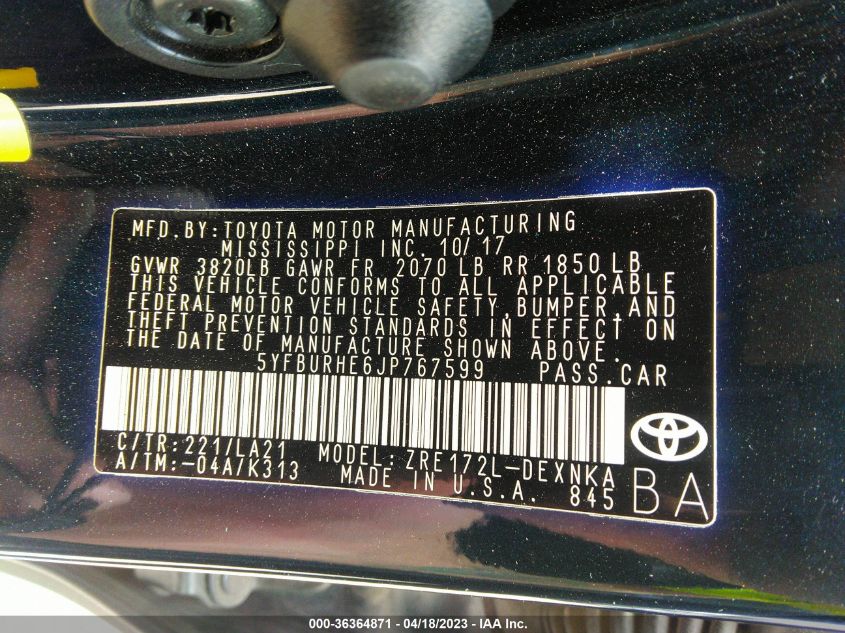 MFD.BY:TOYOTA MOTOR MANUFACTURING
MISSISSIPPI INC. 10/17
GVWR 3820LB GAWR FR 2070 LB RR 1850 LB
THIS VEHICLE CONFORMS TO ALL APPLICABLE
FEDERAL MOTOR VEHICLE SAFETY,BUMPER,AND
THEFT PREVENTION STANDARDS IN EFFECT ON
THE DATE OF MANUFACTURE SHOWN ABOVE.
5YFBURHE6JP767599 PASS.CAR
C/TR:221/LA21 MODEL:ZRE172L-DEXNKA
A/TM:-04A/K313 MADE IN U.S.A. 845 BA
000-36364871 - 04/18/2023 - IAA Inc.